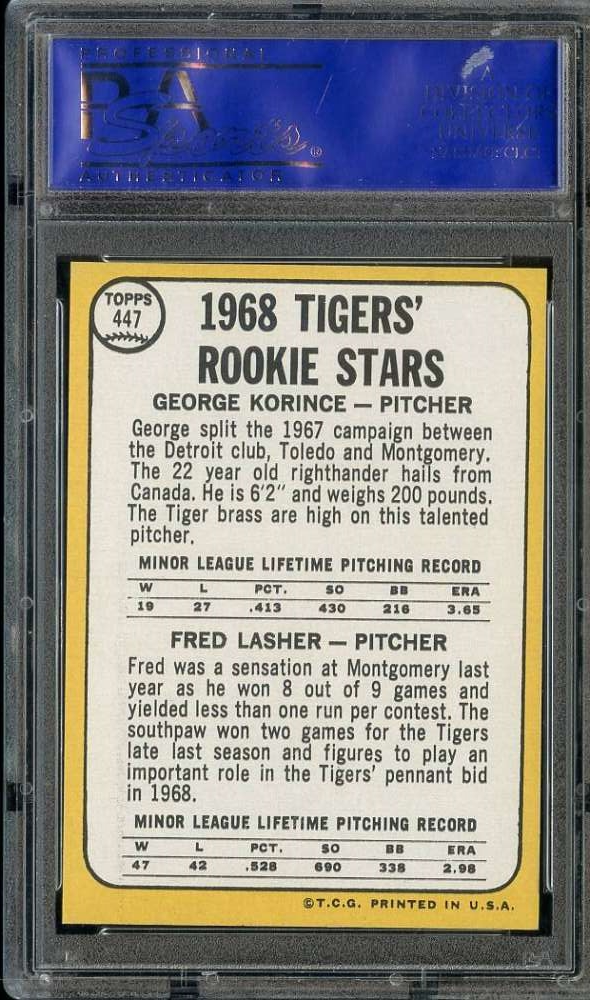 PROFESSIONAL
PSA
Sports®
AUTHENTICATOR
A
DIVISION OF
COLLECTORS
UNIVERSE
NASDAQ: CLCT
TOPPS
447
1968 TIGERS'
ROOKIE STARS
GEORGE KORINCE — PITCHER
George split the 1967 campaign between
the Detroit club, Toledo and Montgomery.
The 22 year old righthander hails from
Canada. He is 6'2" and weighs 200 pounds.
The Tiger brass are high on this talented
pitcher.
MINOR LEAGUE LIFETIME PITCHING RECORD
W L PCT. SO BB ERA
19 27 .413 430 216 3.65
FRED LASHER — PITCHER
Fred was a sensation at Montgomery last
year as he won 8 out of 9 games and
yielded less than one run per contest. The
southpaw won two games for the Tigers
late last season and figures to play an
important role in the Tigers' pennant bid
in 1968.
MINOR LEAGUE LIFETIME PITCHING RECORD
W L PCT. SO BB ERA
47 42 .528 690 338 2.98
©T.C.G. PRINTED IN U.S.A.